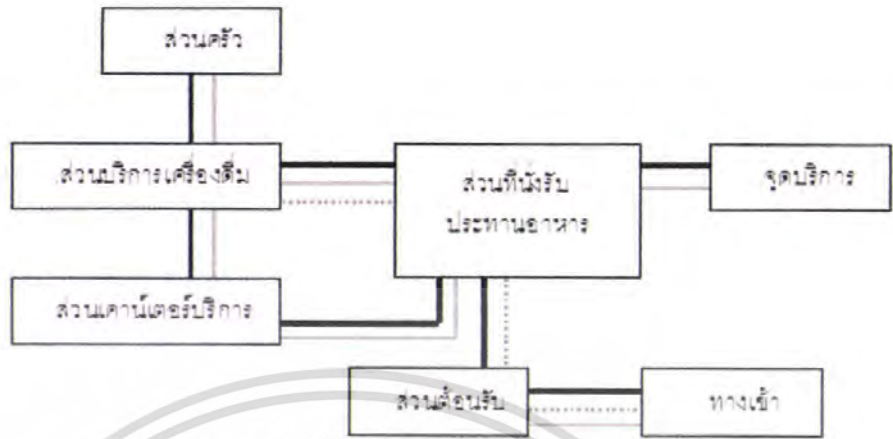 ส่วนครัว
ส่วนบริการเครื่องดื่ม
ส่วนที่นั่งรับ
ประทานอาหาร
จุดบริการ
ส่วนเคาน์เตอร์บริการ
ส่วนต้อนรับ
ทางเข้า